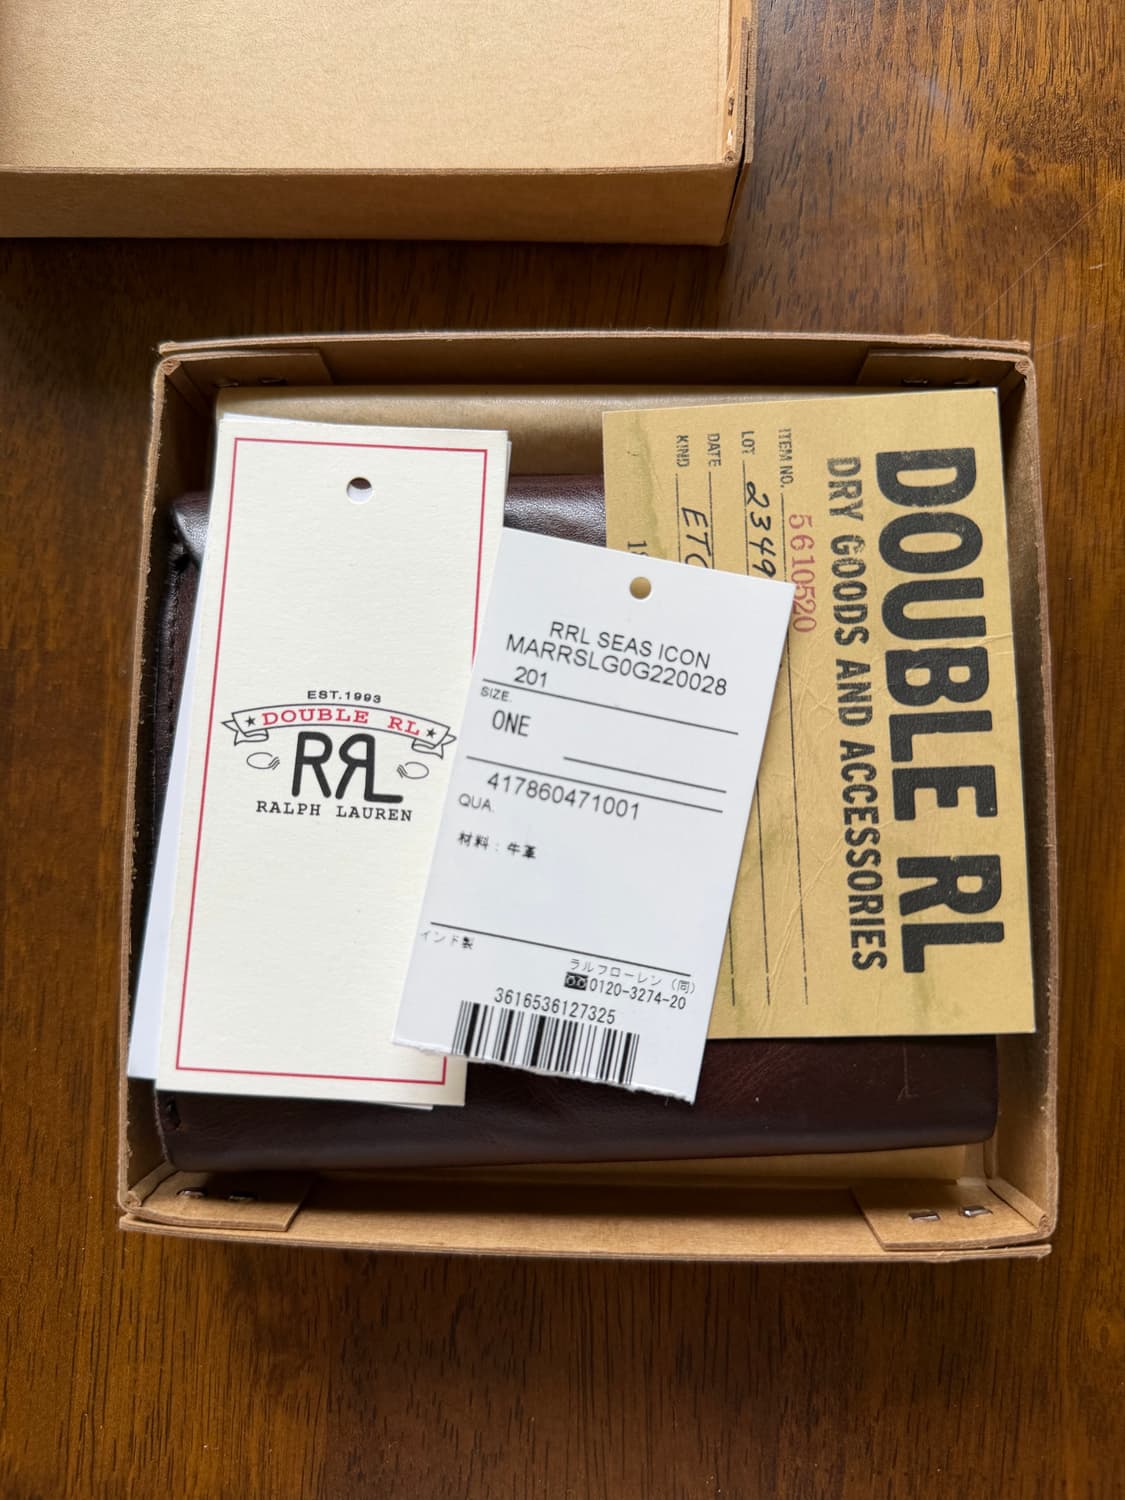 EST.1993
★ DOUBLE RL ★
RRL
RALPH LAUREN
RRL SEAS ICON
MARRSLG0G220028
201
SIZE.
ONE
417860471001
QUA.
材料：牛革
インド製
ラルフローレン（同）
0120-3274-20
3616536127325
DOUBLE RL
DRY GOODS AND ACCESSORIES
ITEM NO. 5610520
LOT 2349
DATE
KIND ETC